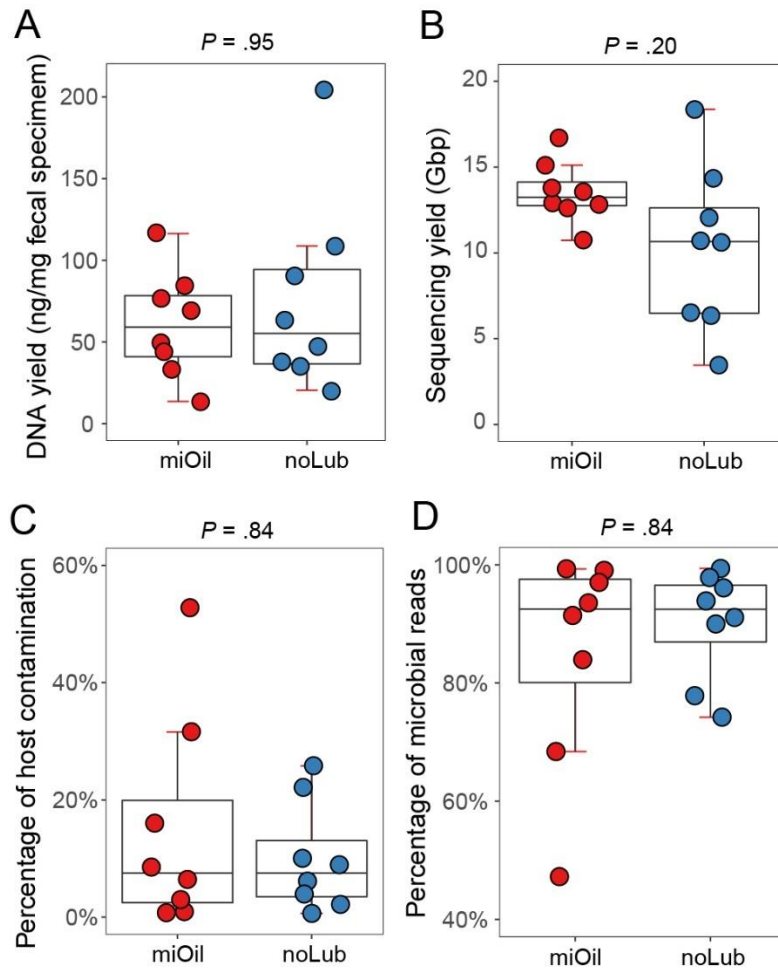 A
P = .95
DNA yield (ng/mg fecal specimem)
200
150
100
50
0
miOil
noLub
B
P = .20
Sequencing yield (Gbp)
20
15
10
5
0
miOil
noLub
C
P = .84
Percentage of host contamination
60%
40%
20%
0%
miOil
noLub
D
P = .84
Percentage of microbial reads
100%
80%
60%
40%
miOil
noLub